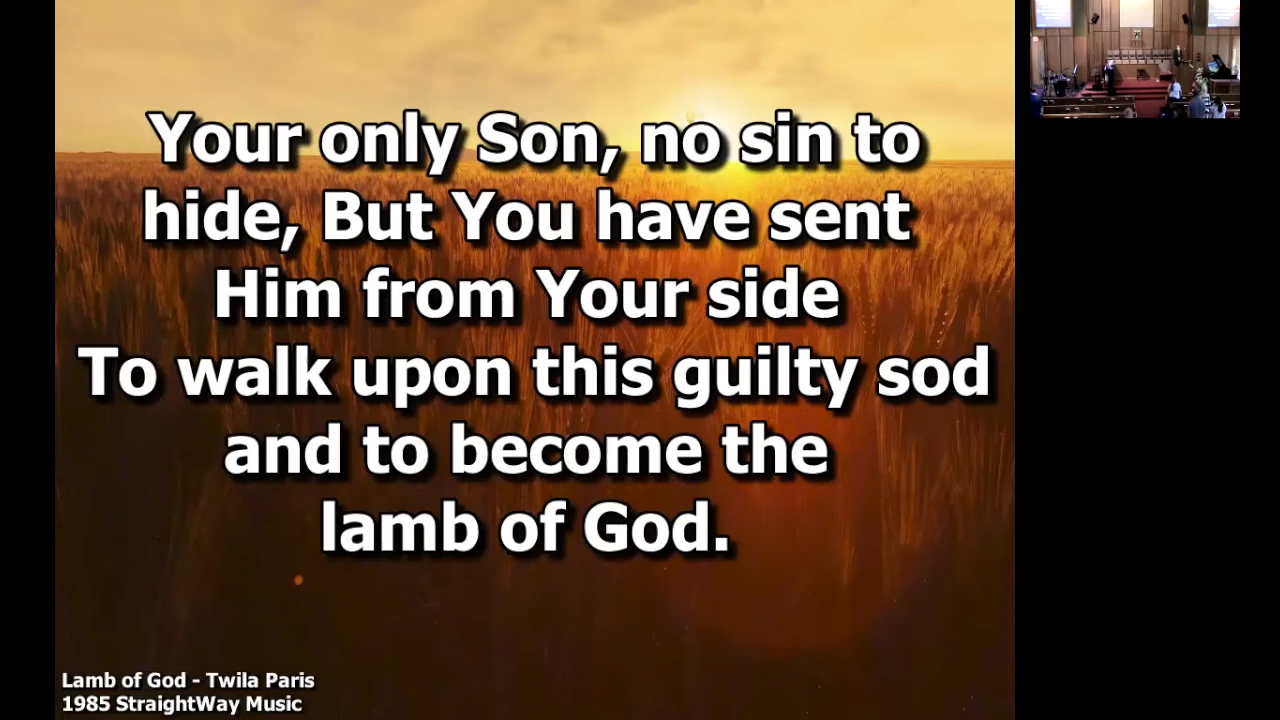 Your only Son, no sin to
hide, But You have sent
Him from Your side
To walk upon this guilty sod
and to become the
lamb of God.
Lamb of God - Twila Paris
1985 StraightWay Music